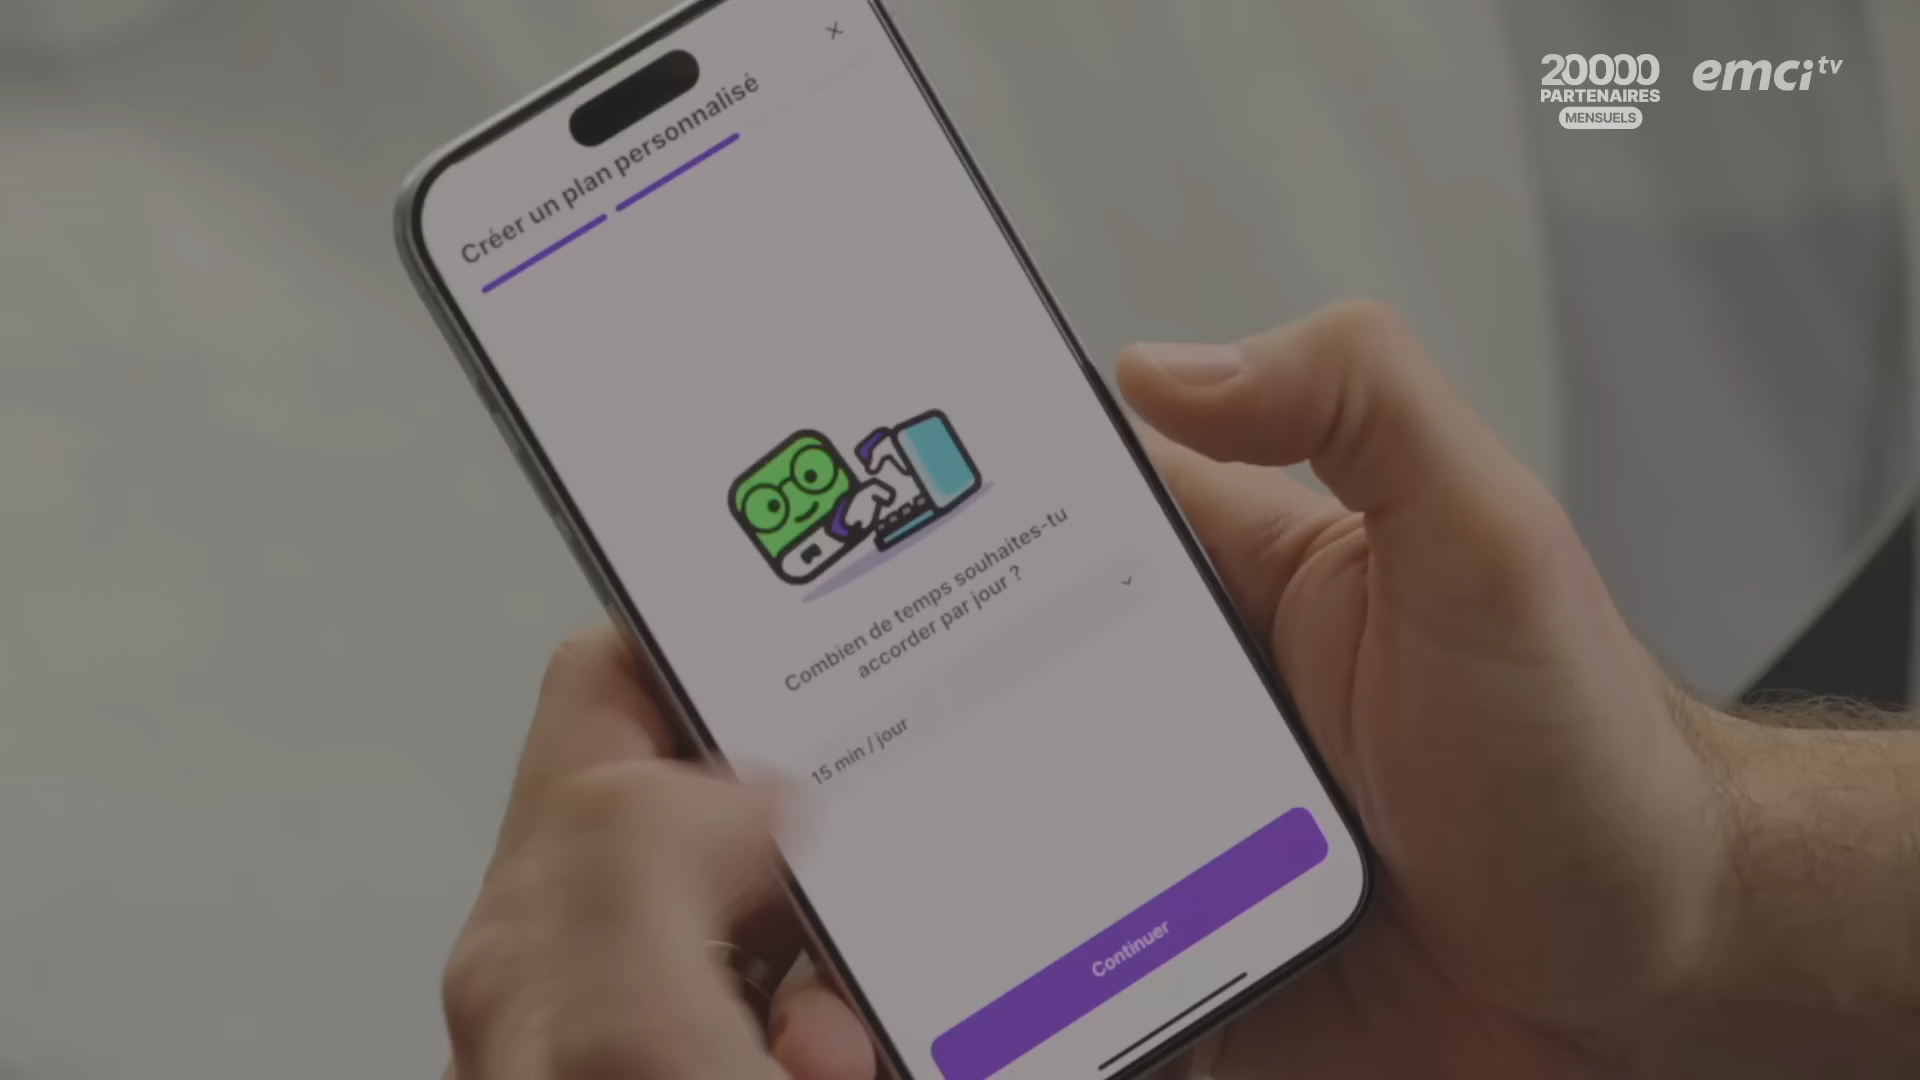 20000
PARTENAIRES
MENSUELS
emci tv
Créer un plan personnalisé
Combien de temps souhaites-tu
accorder par jour ?
15 min / jour
Continuer